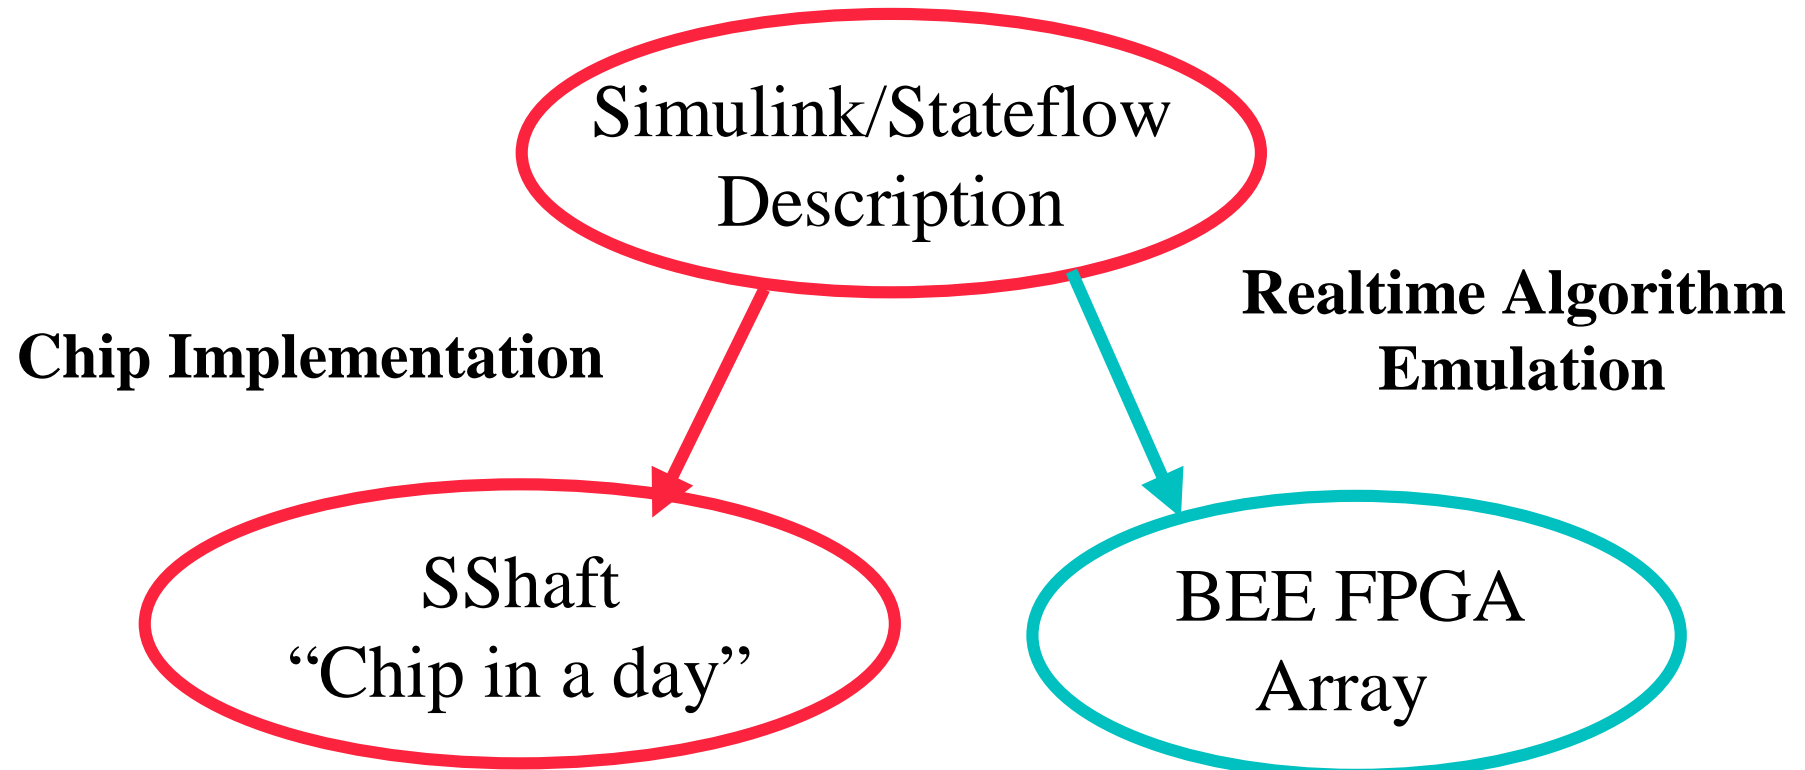 Simulink/Stateflow
Description
Chip Implementation
Realtime Algorithm
Emulation
SShaft
“Chip in a day”
BEE FPGA
Array